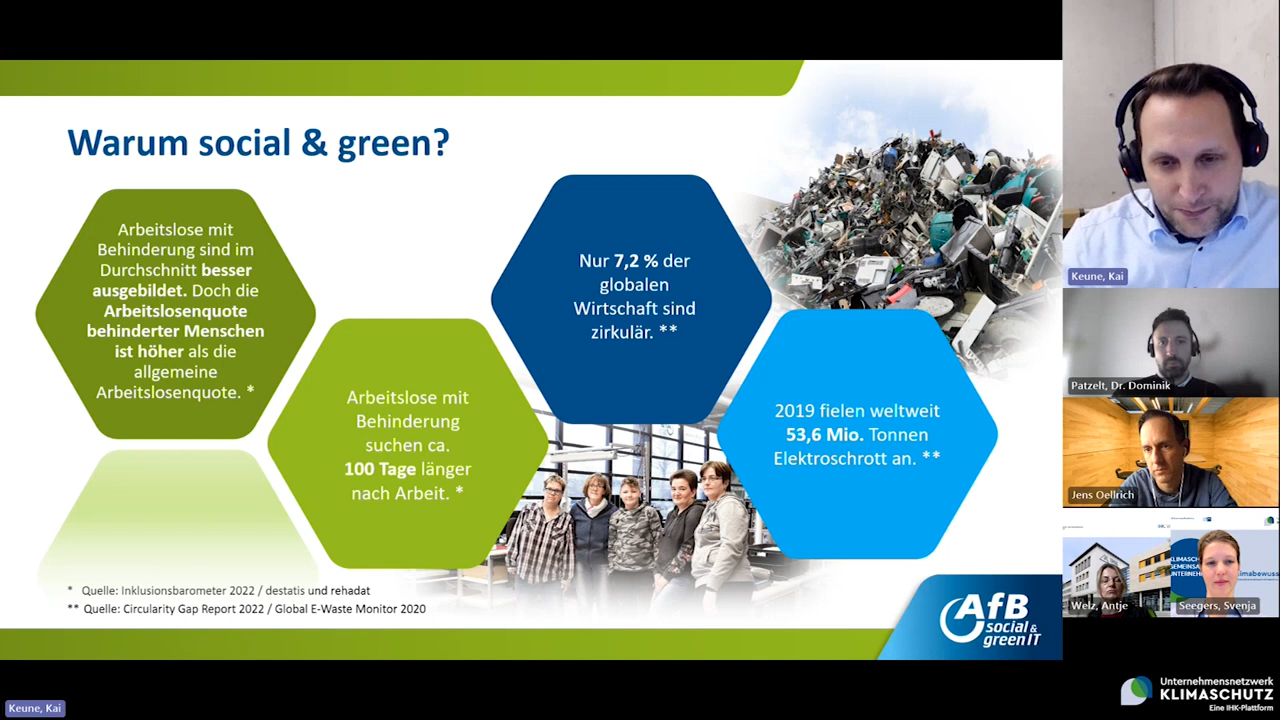 Warum social & green?
Arbeitslose mit
Behinderung sind im
Durchschnitt besser
ausgebildet. Doch die
Arbeitslosenquote
behinderter Menschen
ist höher als die
allgemeine
Arbeitslosenquote. *
Arbeitslose mit
Behinderung
suchen ca.
100 Tage länger
nach Arbeit. *
Nur 7,2 % der
globalen
Wirtschaft sind
zirkulär. **
2019 fielen weltweit
53,6 Mio. Tonnen
Elektroschrott an. **
* Quelle: Inklusionsbarometer 2022 / destatis und rehadat
** Quelle: Circularity Gap Report 2022 / Global E-Waste Monitor 2020
AfB
social &
green IT
Keune, Kai
Patzelt, Dr. Dominik
Jens Oellrich
Welz, Antje
Seegers, Svenja
Keune, Kai
Unternehmensnetzwerk
KLIMASCHUTZ
Eine IHK-Plattform